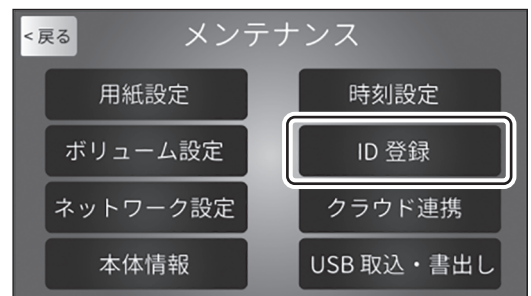 <戻る
メンテナンス
用紙設定
時刻設定
ボリューム設定
ID 登録
ネットワーク設定
クラウド連携
本体情報
USB 取込・書出し